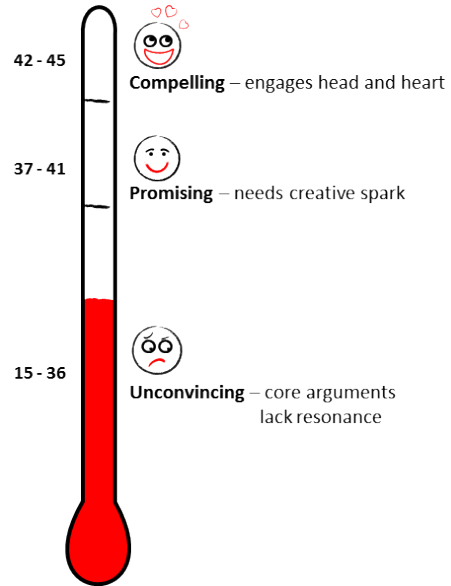 42 - 45
Compelling – engages head and heart
37 - 41
Promising – needs creative spark
15 - 36
Unconvincing – core arguments
lack resonance